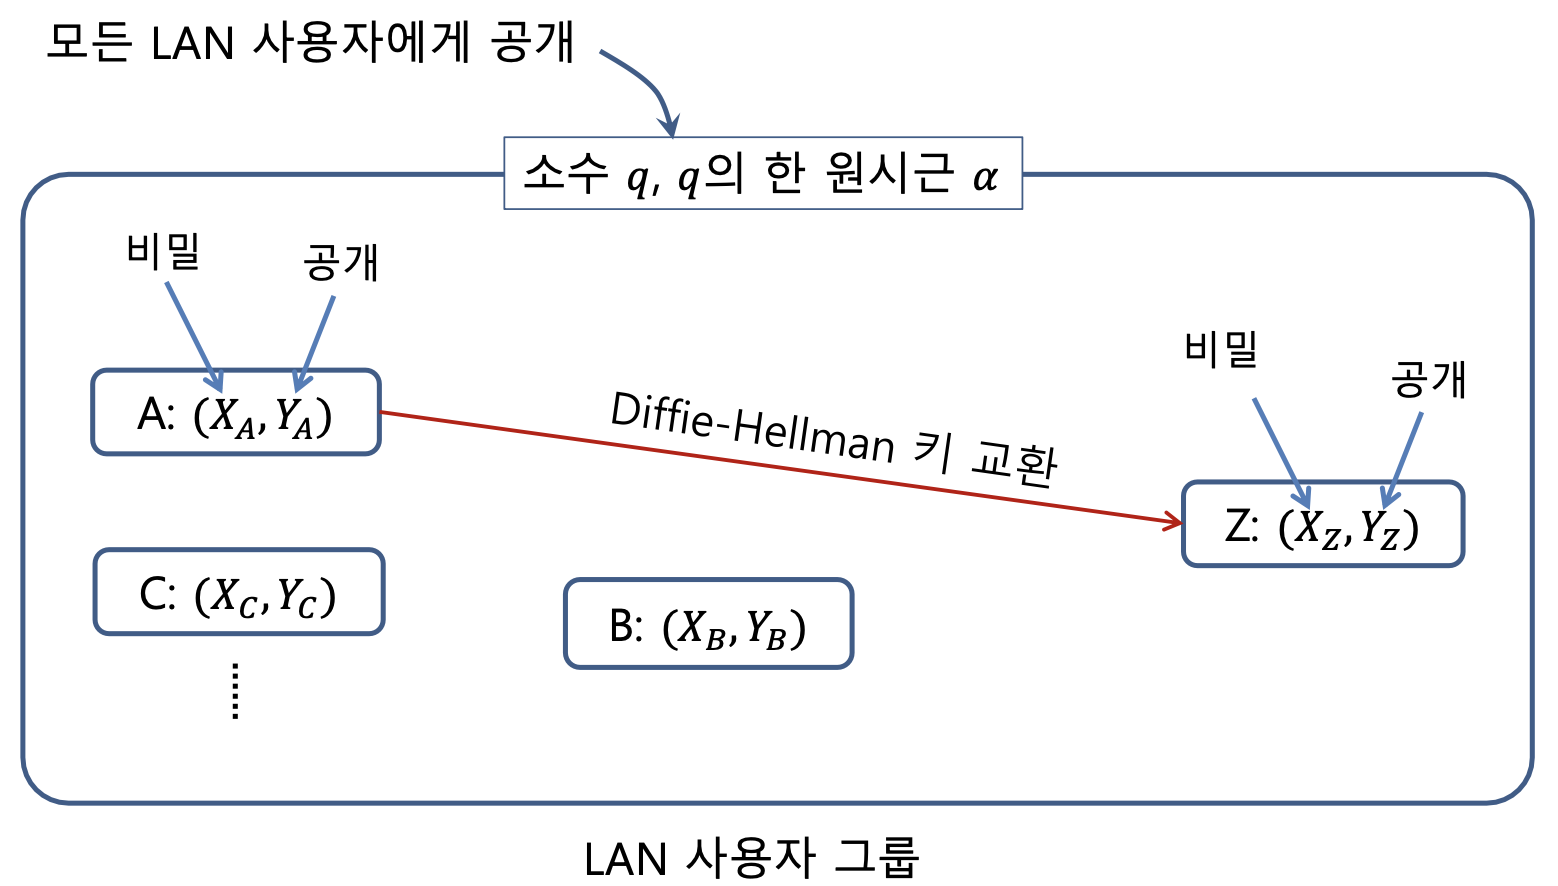 모든 LAN 사용자에게 공개
소수 q, q의 한 원시근 α
비밀
공개
A: (X_A, Y_A)
Diffie-Hellman 키 교환
비밀
공개
Z: (X_Z, Y_Z)
C: (X_C, Y_C)
B: (X_B, Y_B)
LAN 사용자 그룹